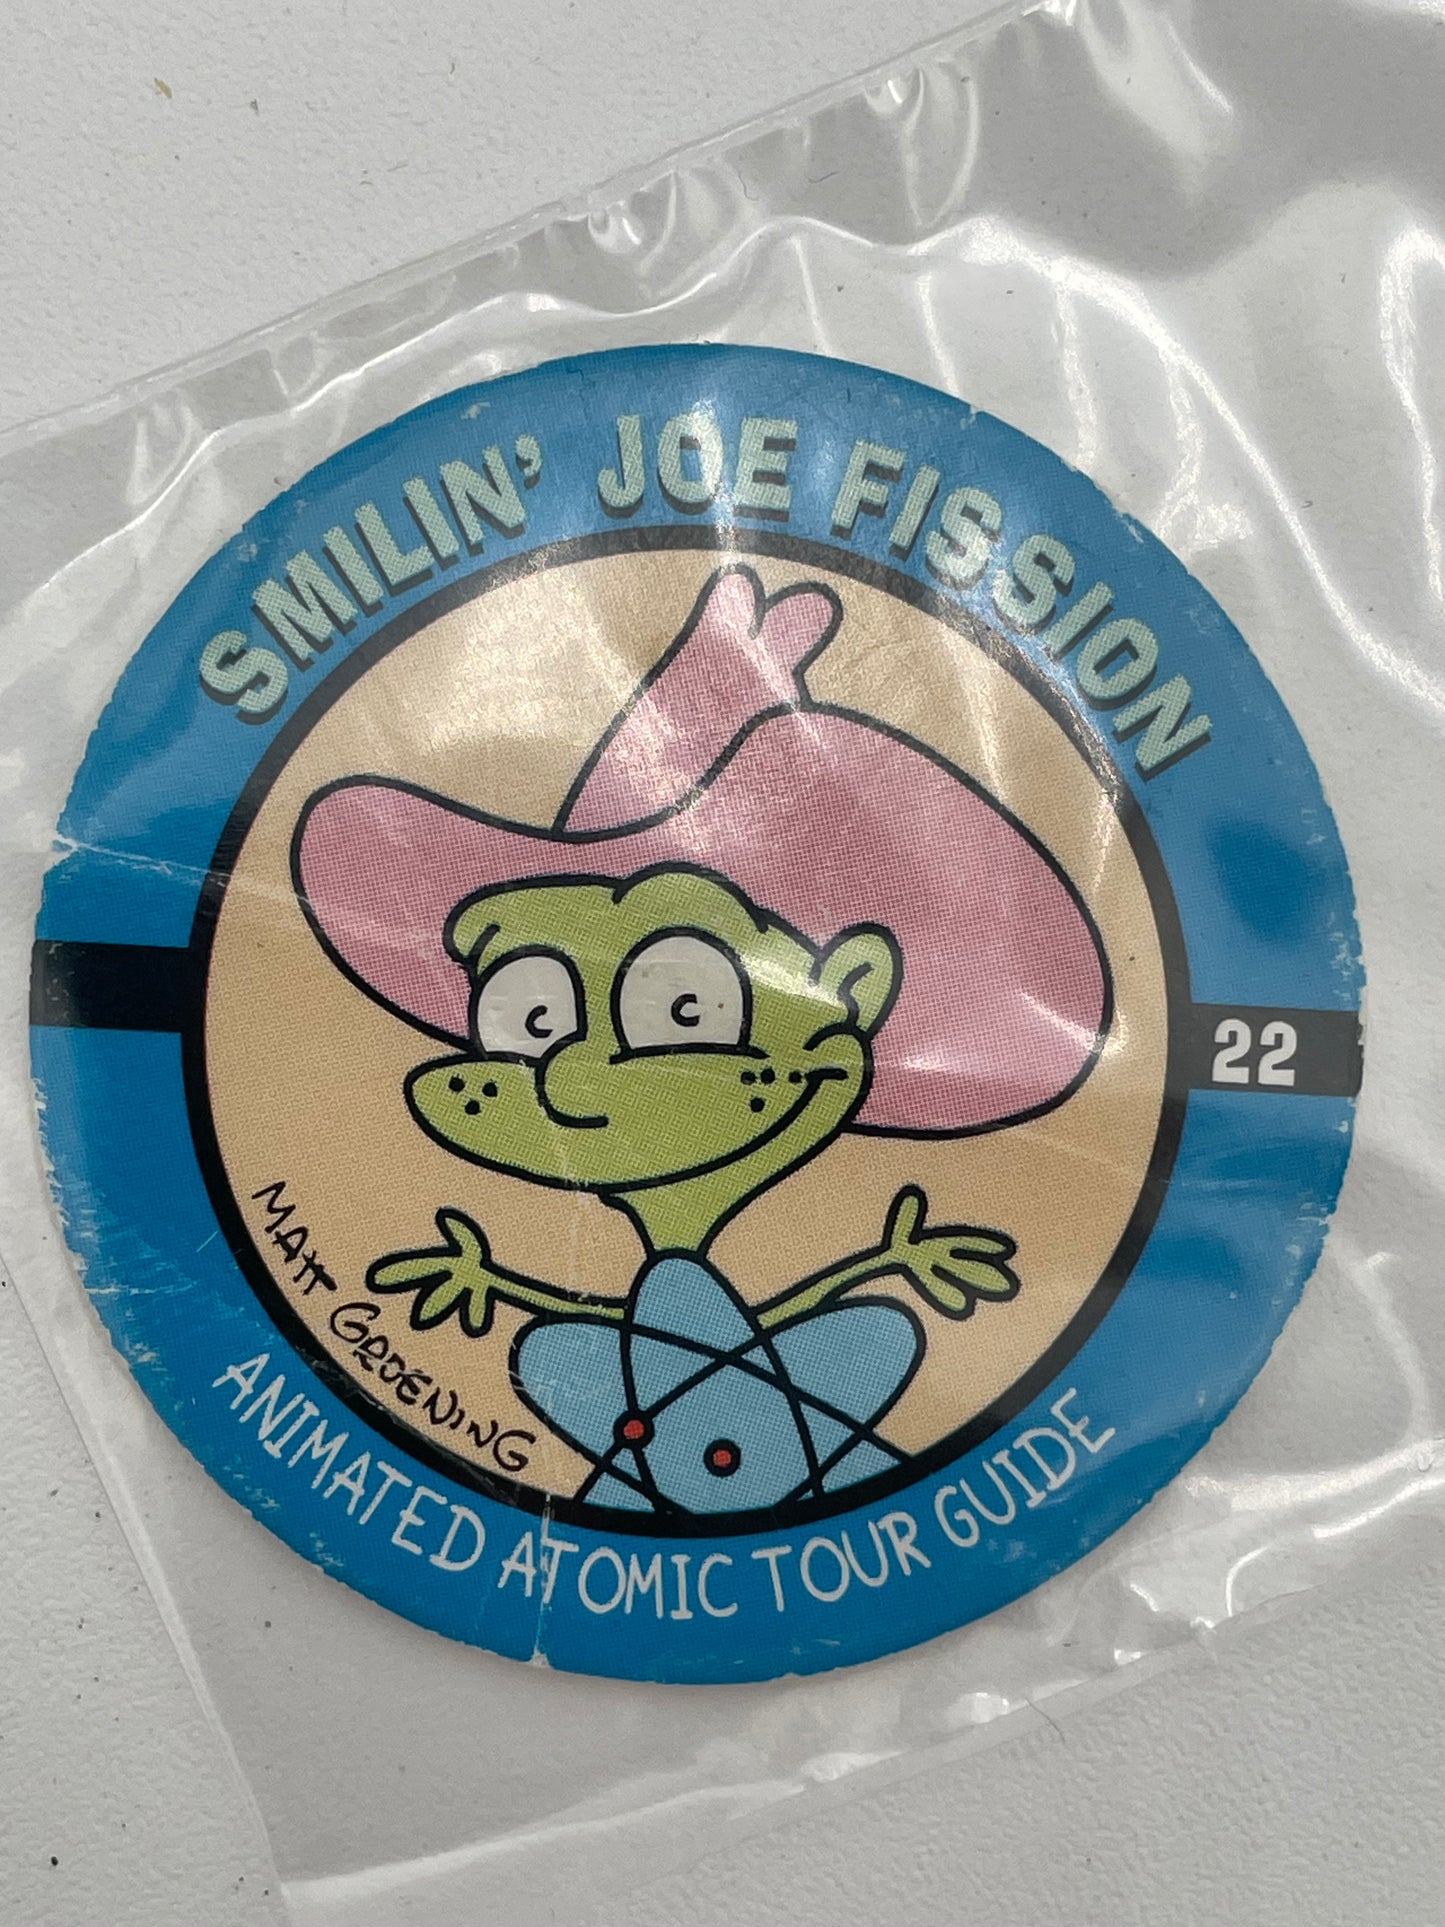 SMILIN' JOE FISSION
22
MATT GROENING
ANIMATED ATOMIC TOUR GUIDE